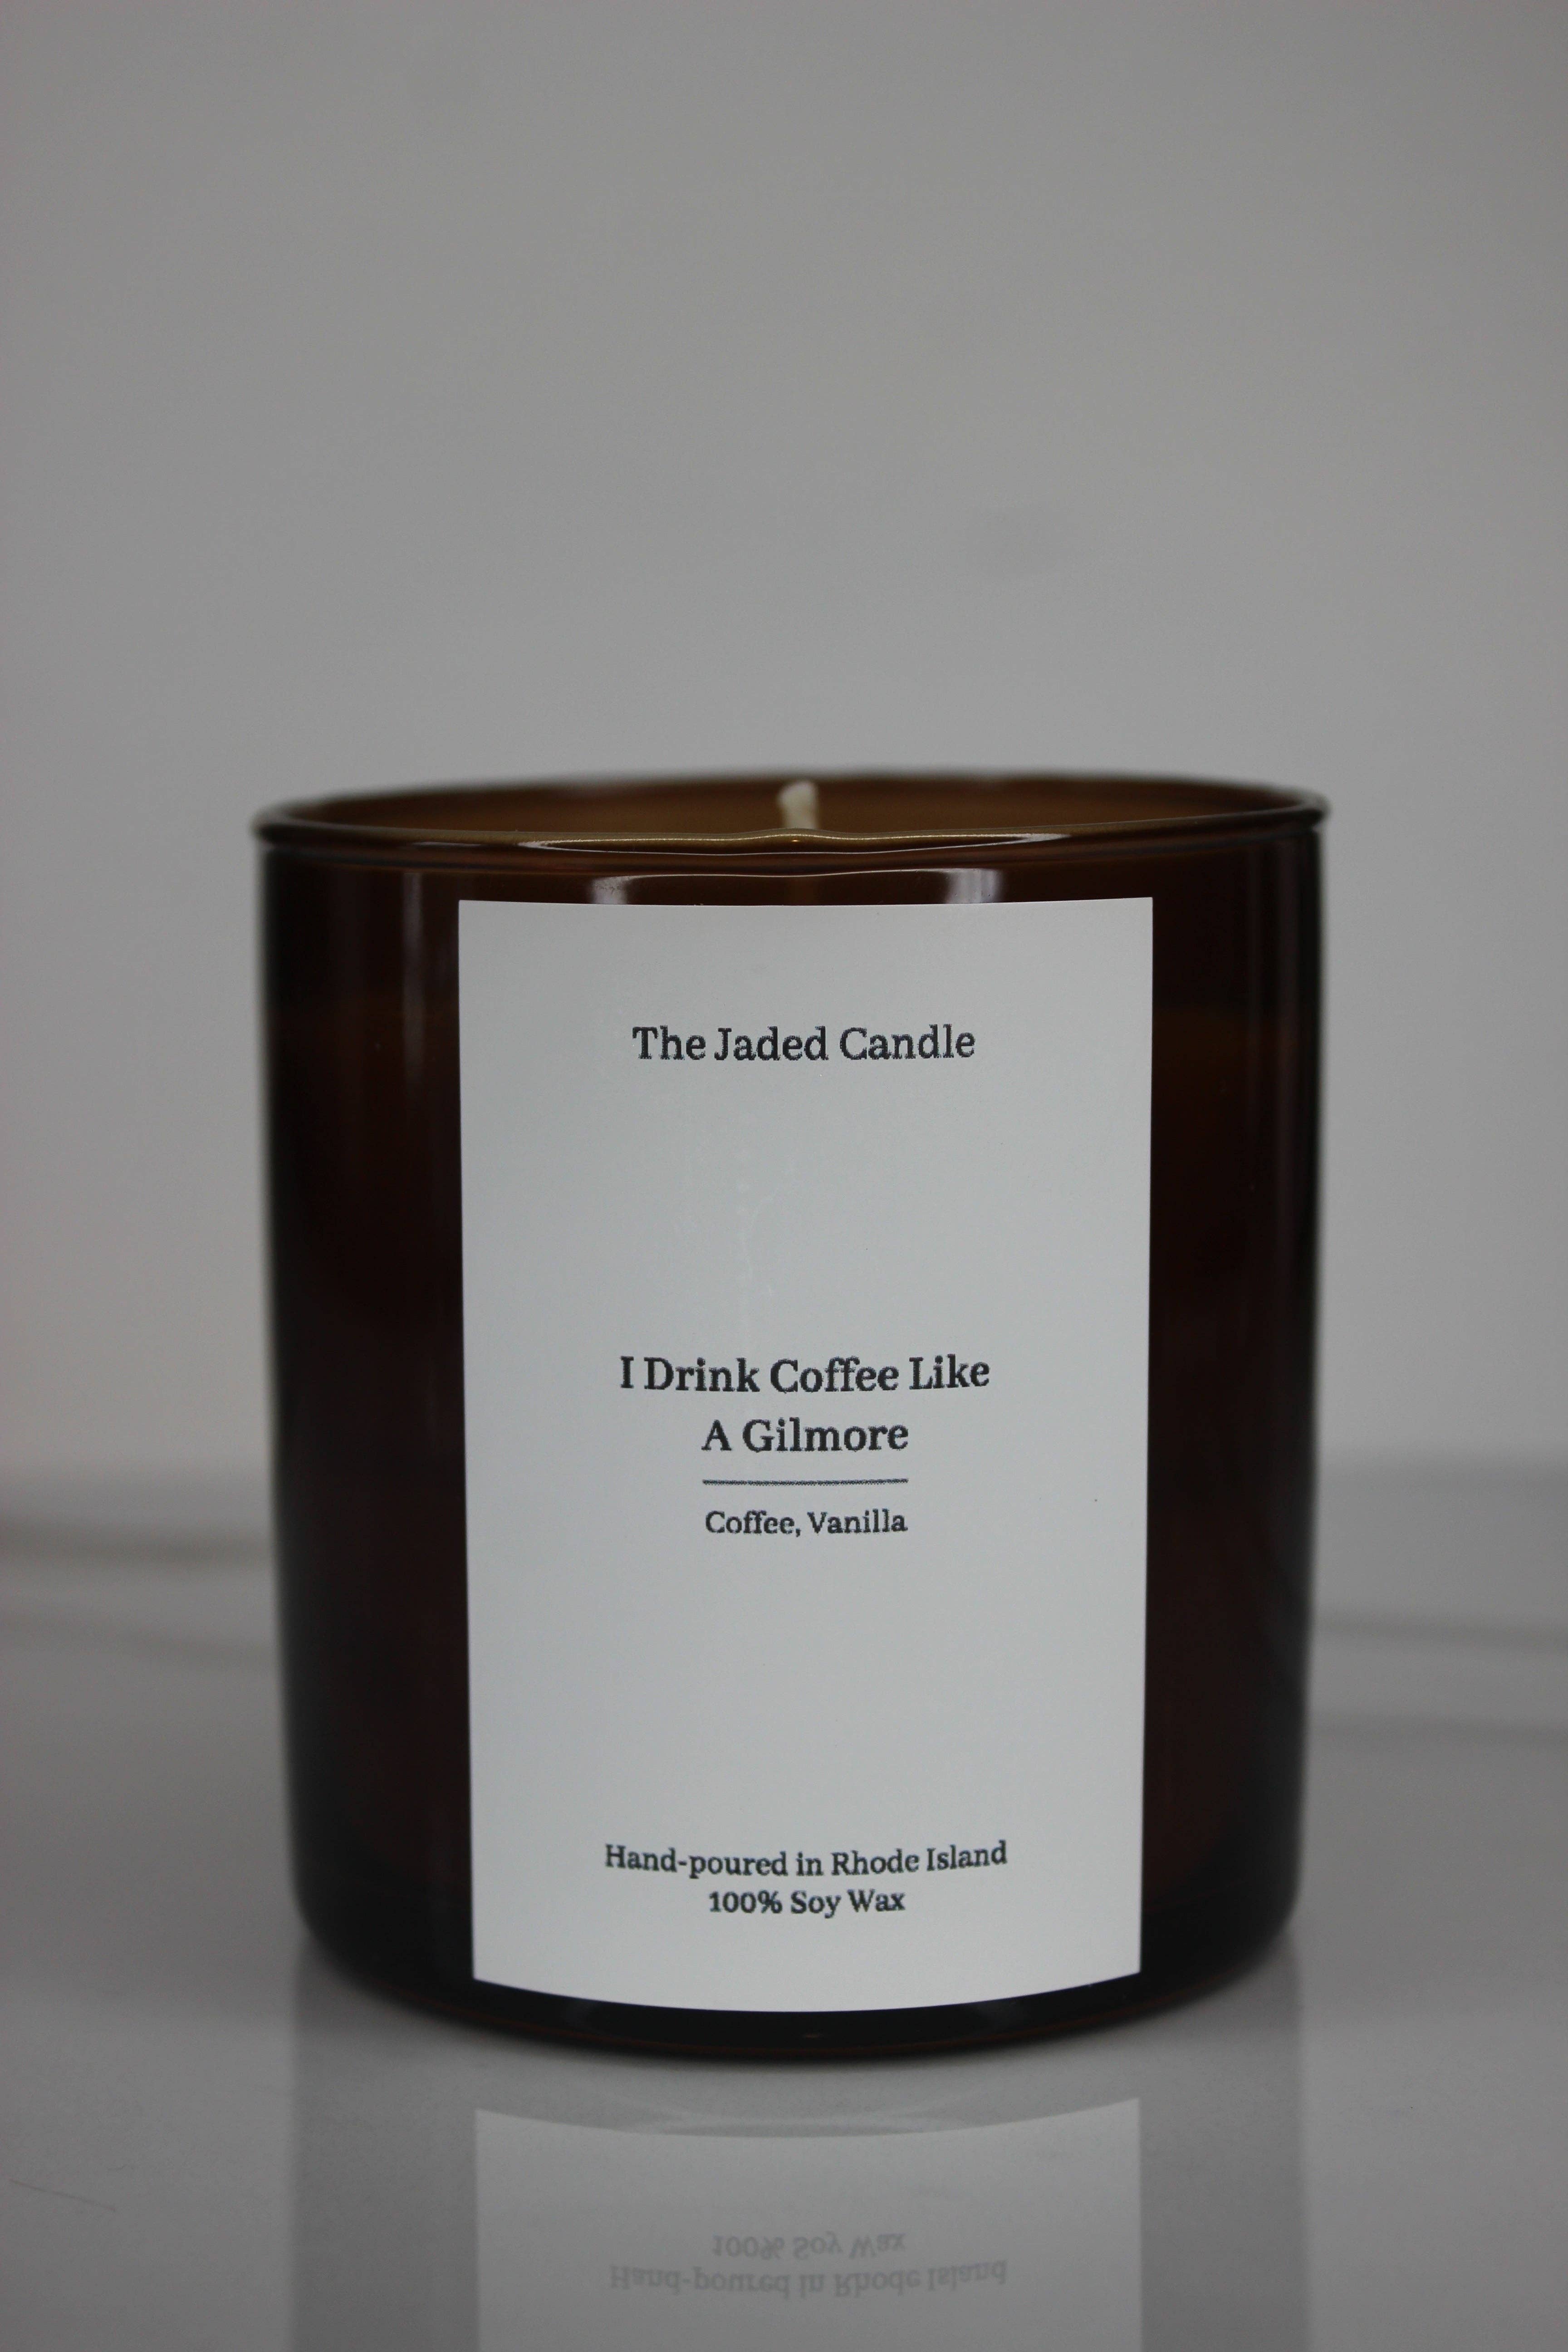 The Jaded Candle
I Drink Coffee Like
A Gilmore
Coffee, Vanilla
Hand-poured in Rhode Island
100% Soy Wax